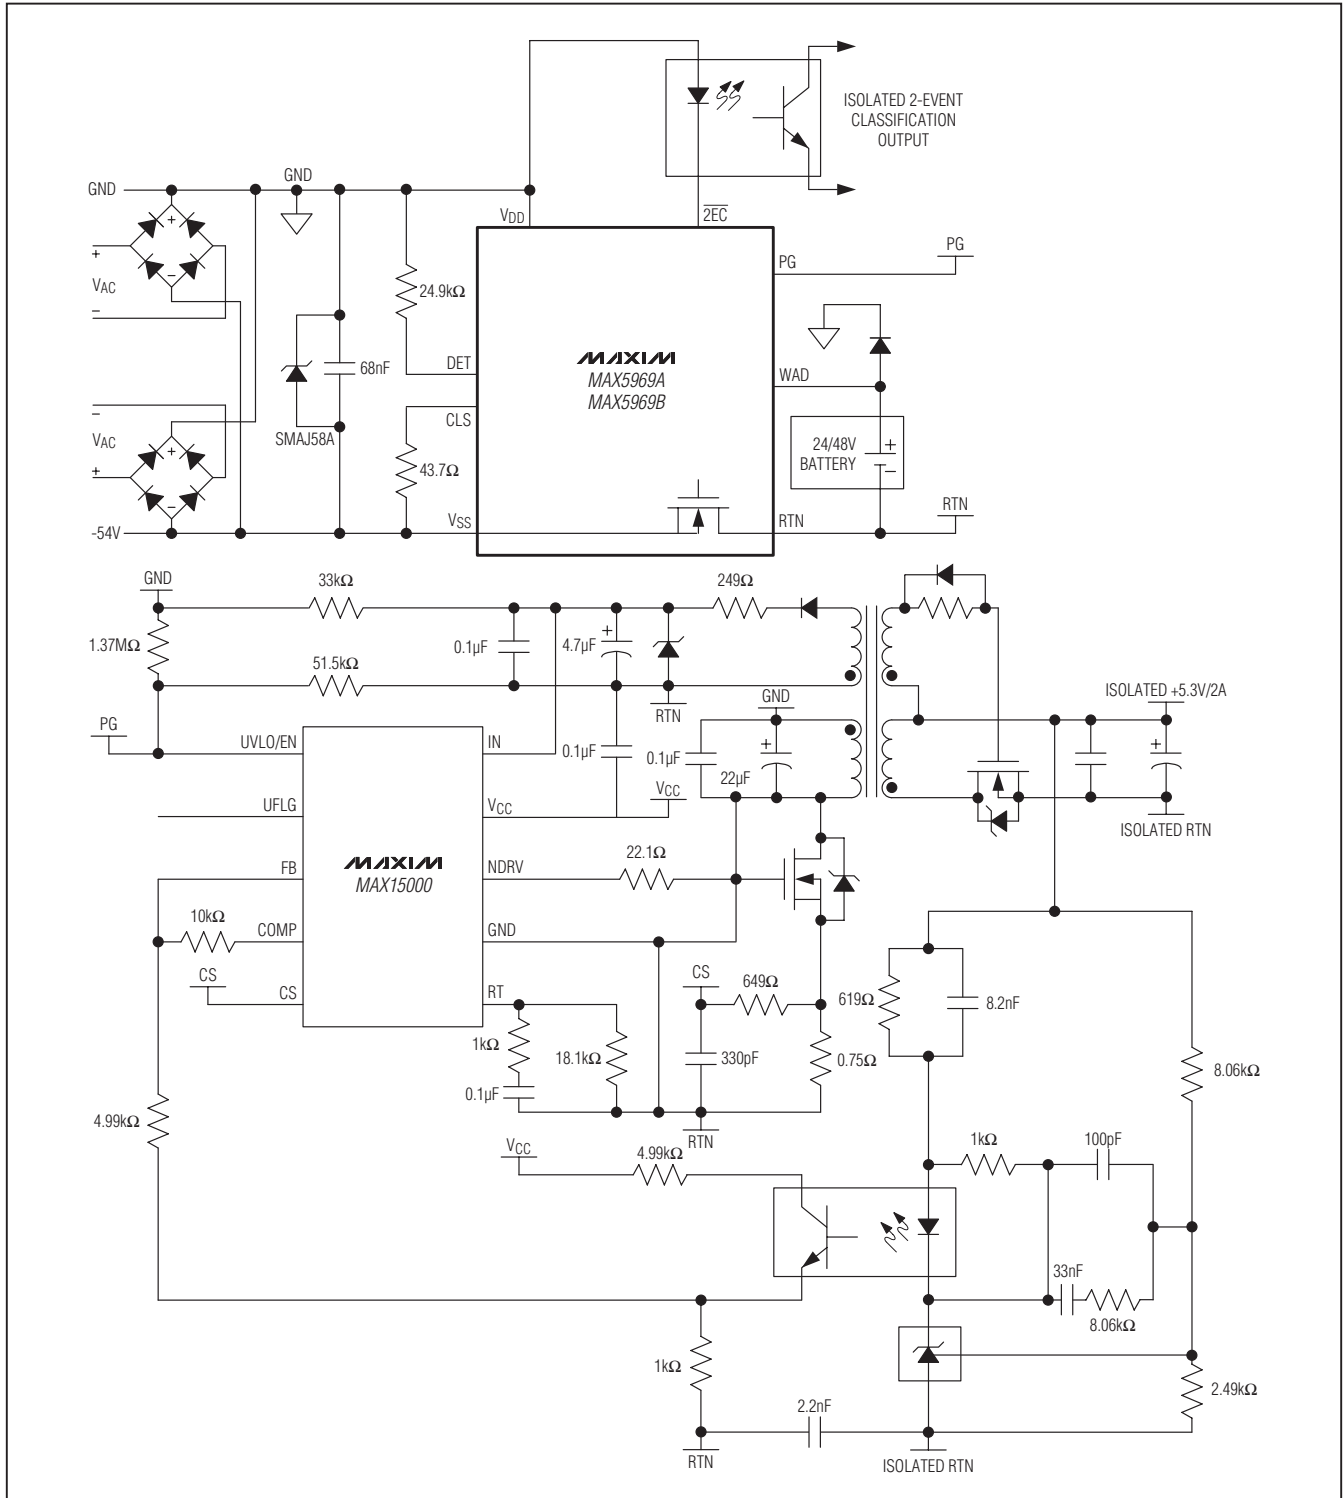 ISOLATED 2-EVENT
CLASSIFICATION
OUTPUT
GND
GND
VDD
2EC
PG
PG
+
VAC
–
+
–
24.9kΩ
68nF
DET
MAXIM
MAX5969A
MAX5969B
WAD
CLS
SMAJ58A
–
VAC
+
+
–
43.7Ω
24/48V
BATTERY
+
–
VSS
RTN
RTN
-54V
GND
33kΩ
249Ω
1.37MΩ
0.1µF
+
4.7µF
51.5kΩ
RTN
GND
ISOLATED +5.3V/2A
PG
UVLO/EN
IN
0.1µF
0.1µF
+
22µF
+
VCC
UFLG
VCC
ISOLATED RTN
FB
MAXIM
MAX15000
NDRV
22.1Ω
10kΩ
COMP
GND
CS
CS
RT
CS
649Ω
619Ω
8.2nF
1kΩ
18.1kΩ
330pF
0.75Ω
0.1µF
8.06kΩ
4.99kΩ
RTN
VCC
4.99kΩ
1kΩ
100pF
33nF
8.06kΩ
1kΩ
2.49kΩ
2.2nF
RTN
ISOLATED RTN